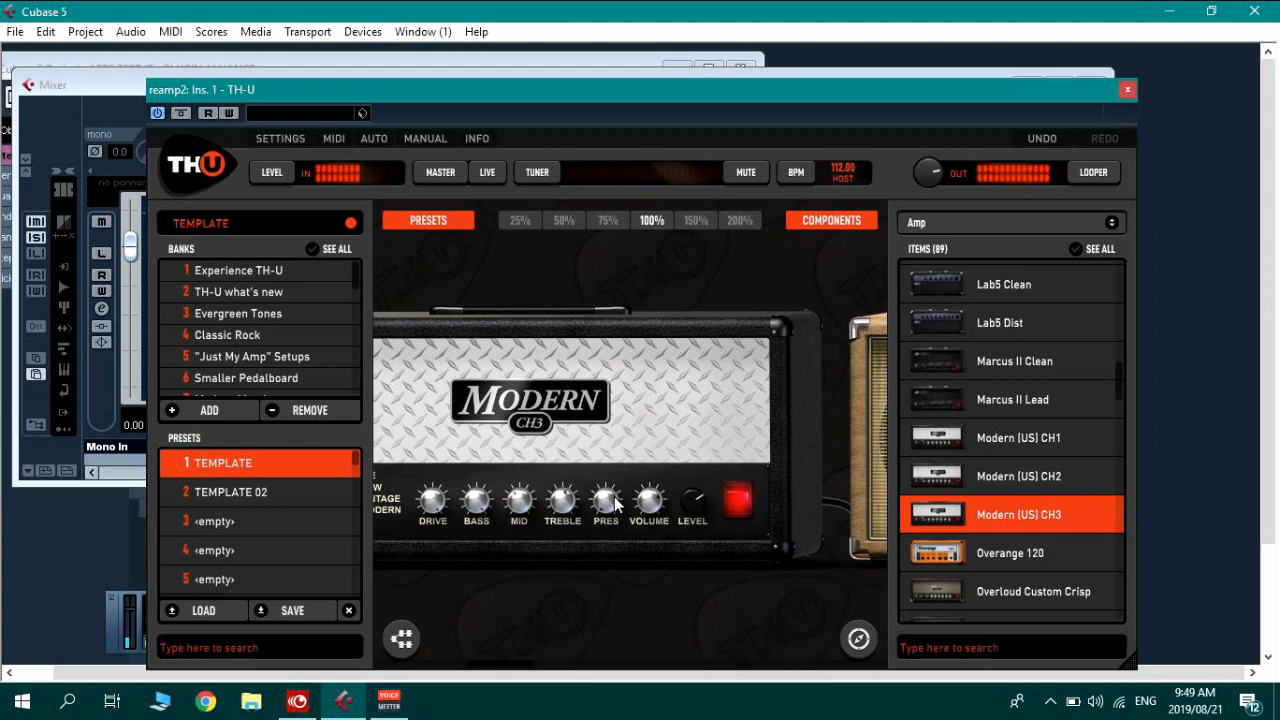 Cubase 5
File Edit Project Audio MIDI Scores Media Transport Devices Window (1) Help
Mixer
reamp2: Ins. 1 - TH-U
R W
SETTINGS MIDI AUTO MANUAL INFO UNDO REDO
THU
LEVEL IN MASTER LIVE TUNER MUTE BPM 112.00 HOST OUT LOOPER
mono
0.0
TEMPLATE
PRESETS 25% 50% 75% 100% 150% 200% COMPONENTS
Amp
BANKS SEE ALL
ITEMS (89) SEE ALL
1 Experience TH-U
2 TH-U what's new
3 Evergreen Tones
4 Classic Rock
5 "Just My Amp" Setups
6 Smaller Pedalboard
ADD REMOVE
PRESETS
1 TEMPLATE
2 TEMPLATE 02
3 <empty>
4 <empty>
5 <empty>
LOAD SAVE
Type here to search
MODERN
CH3
DRIVE BASS MID TREBLE PRES VOLUME LEVEL
Lab5 Clean
Lab5 Dist
Marcus II Clean
Marcus II Lead
Modern (US) CH1
Modern (US) CH2
Modern (US) CH3
Overange 120
Overloud Custom Crisp
Type here to search
0.00
Mono In
VOICE MEETER
ENG
9:49 AM
2019/08/21
12